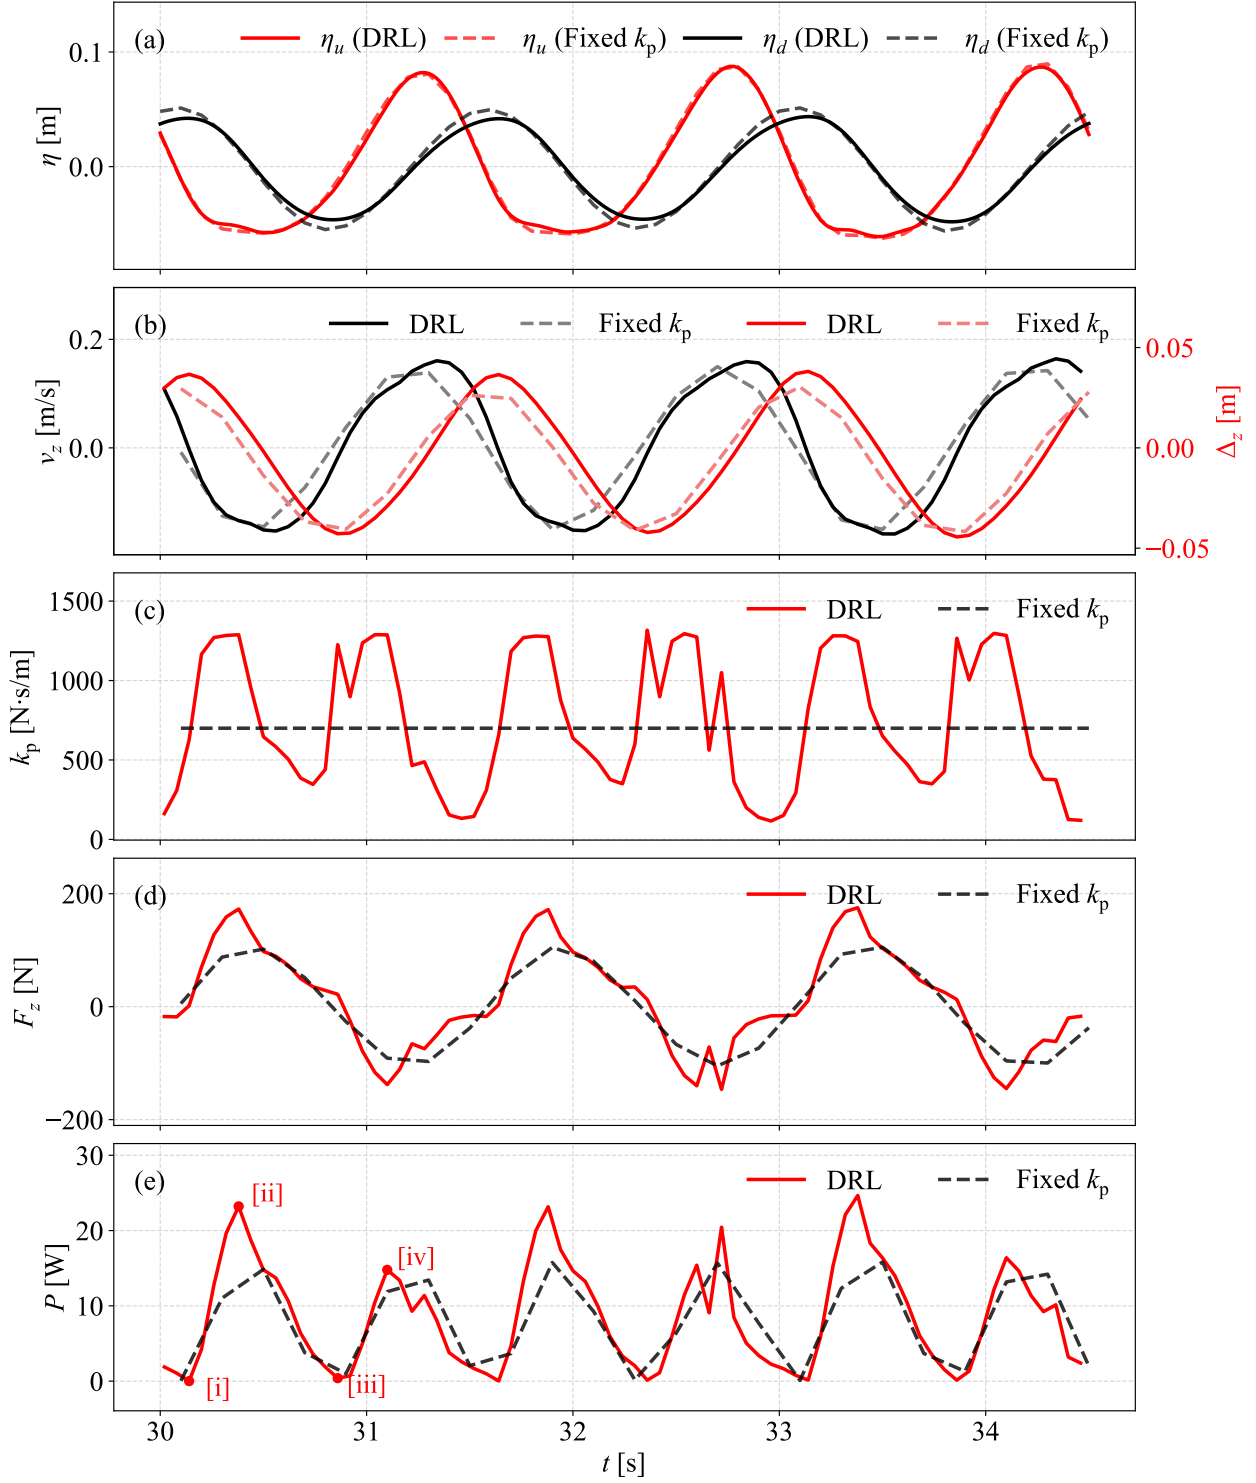 (a) η_u (DRL) η_u (Fixed k_p) η_d (DRL) η_d (Fixed k_p)
0.1
0.0
η [m]
(b) DRL Fixed k_p DRL Fixed k_p
0.2
0.0
v_z [m/s]
0.05
0.00
−0.05
Δ_z [m]
(c) DRL Fixed k_p
1500
1000
500
0
k_p [N·s/m]
(d) DRL Fixed k_p
200
0
−200
F_z [N]
(e) DRL Fixed k_p
30
20
10
0
P [W]
[i]
[ii]
[iii]
[iv]
30 31 32 33 34
t [s]